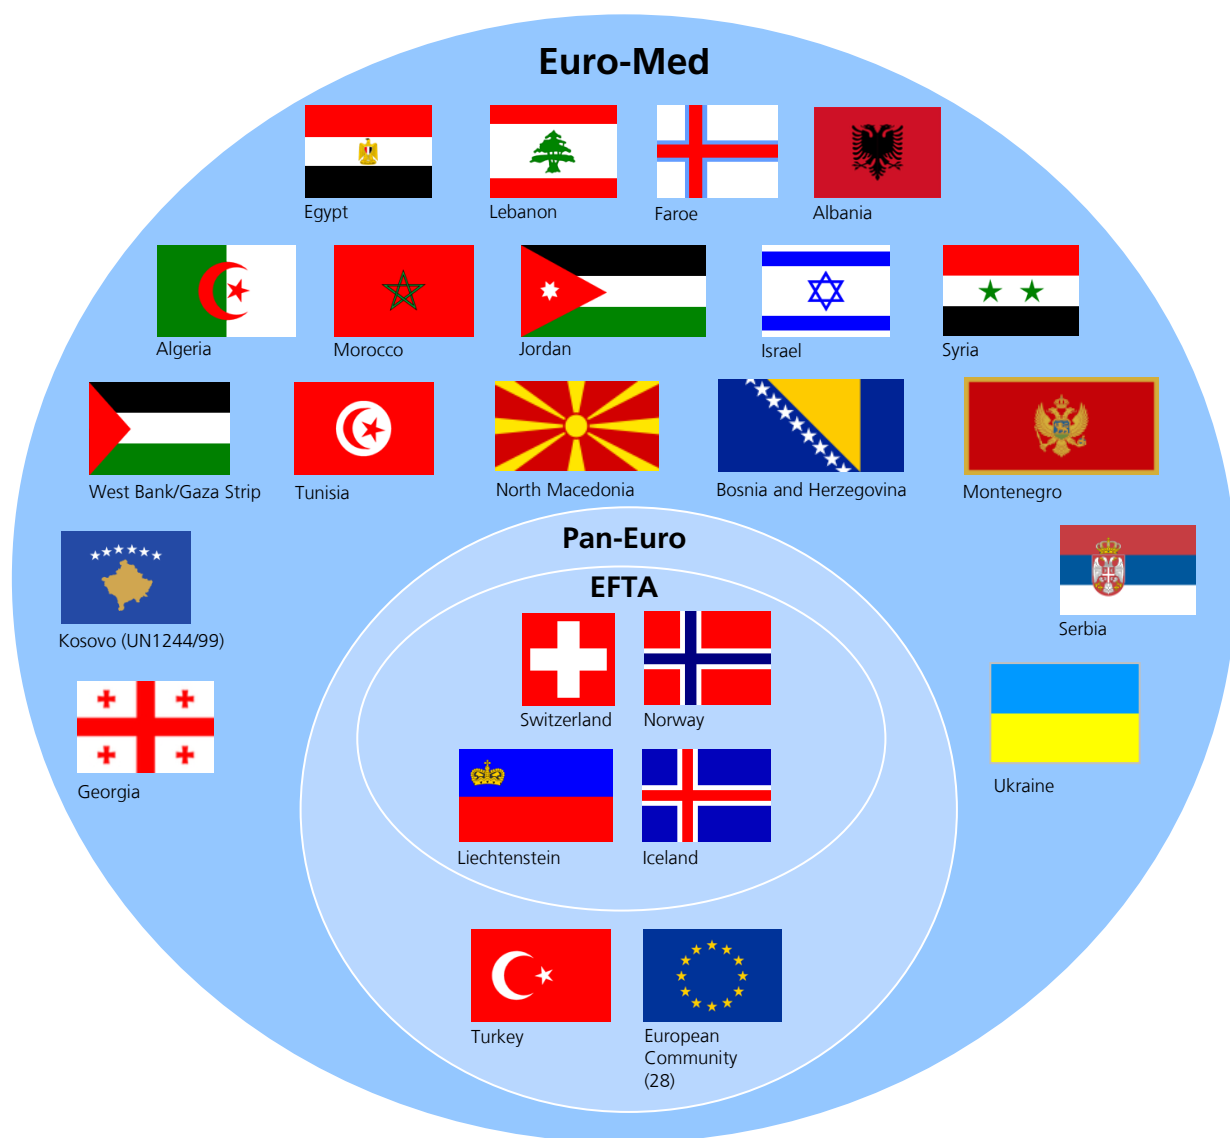 Euro-Med
Egypt
Lebanon
Faroe
Albania
Algeria
Morocco
Jordan
Israel
Syria
West Bank/Gaza Strip
Tunisia
North Macedonia
Bosnia and Herzegovina
Montenegro
Pan-Euro
EFTA
Kosovo (UN1244/99)
Serbia
Switzerland
Norway
Georgia
Ukraine
Liechtenstein
Iceland
Turkey
European
Community
(28)